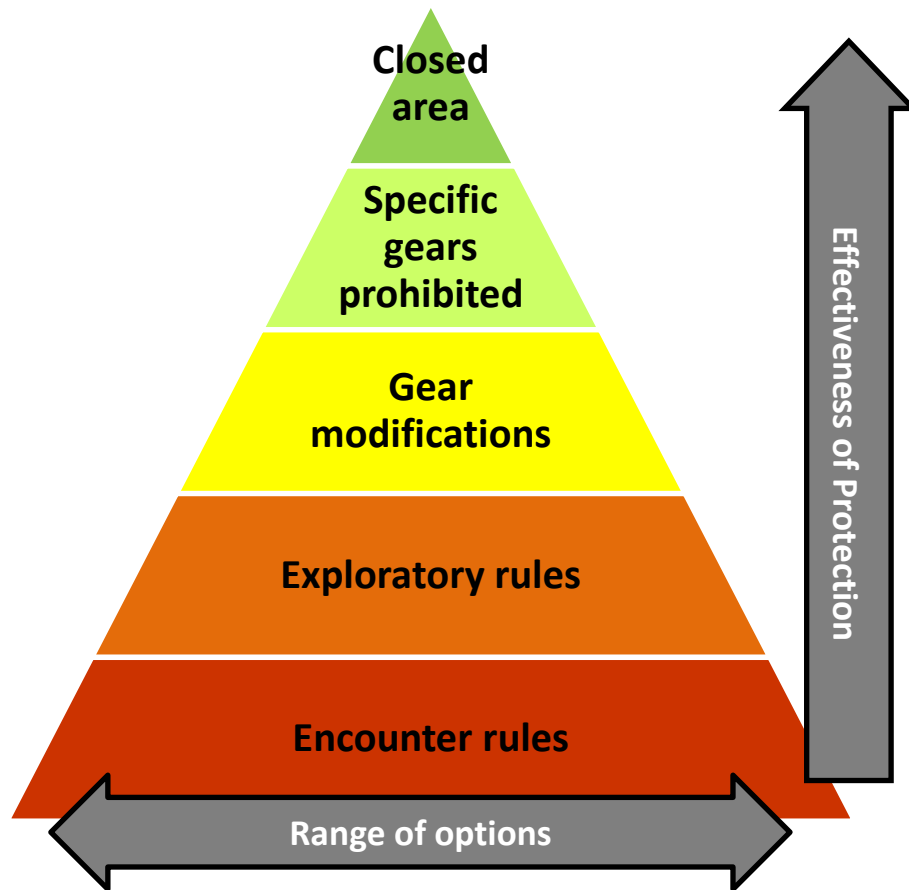 Closed
area
Specific
gears
prohibited
Gear
modifications
Exploratory rules
Encounter rules
Range of options
Effectiveness of Protection